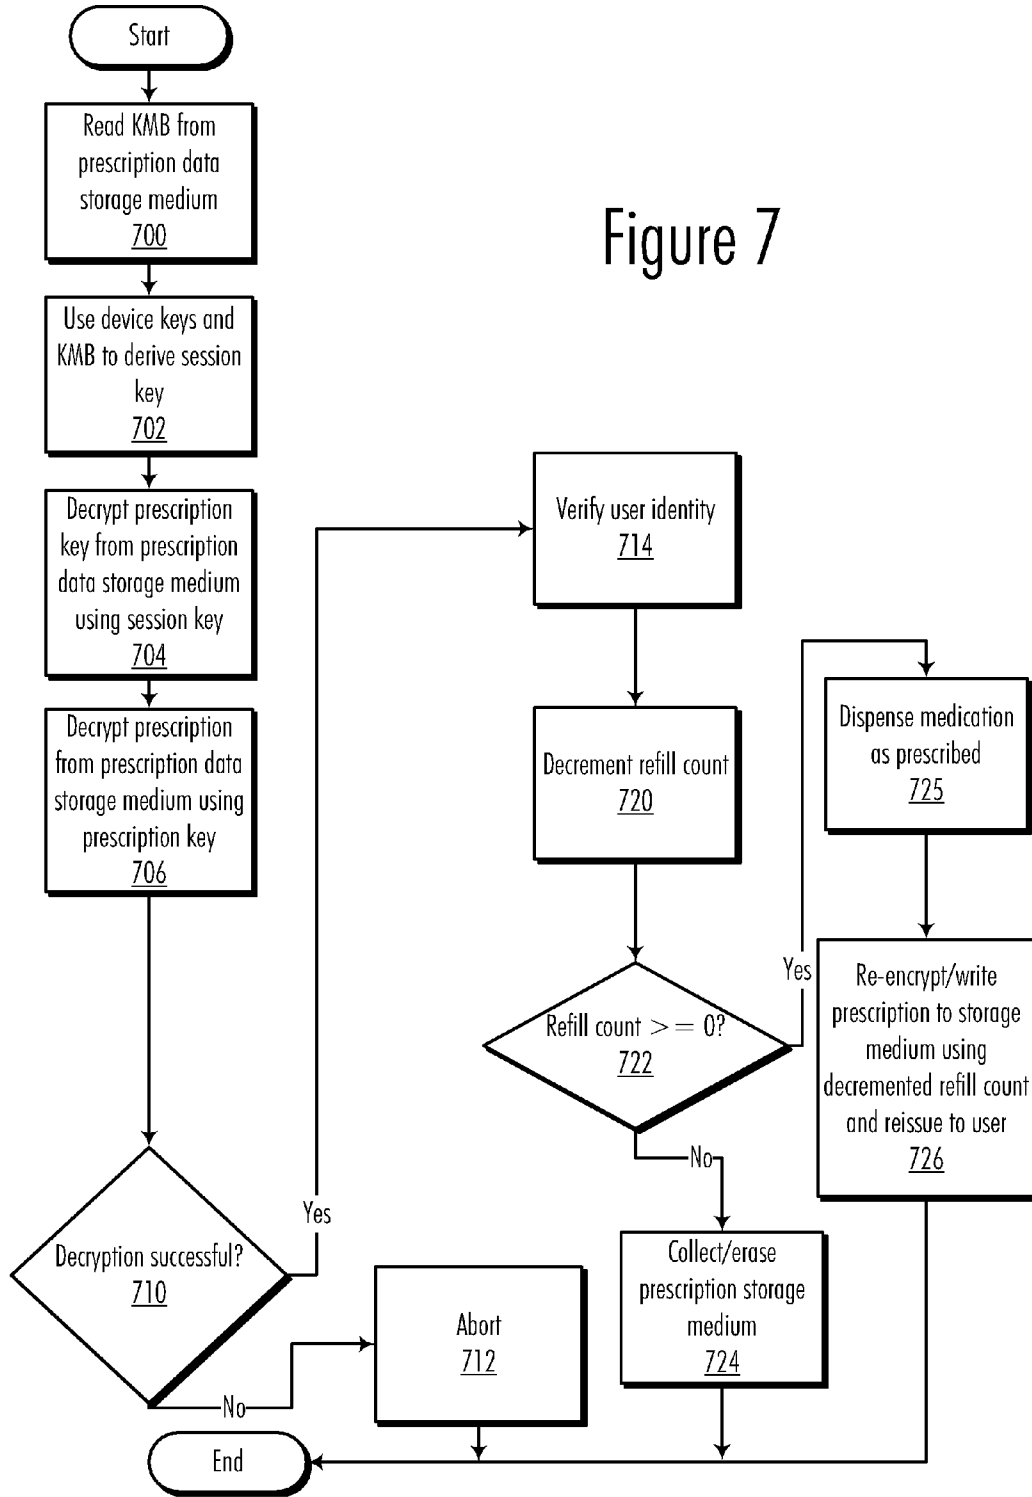 Start
Read KMB from
prescription data
storage medium
700
Figure 7
Use device keys and
KMB to derive session
key
702
Decrypt prescription
key from prescription
data storage medium
using session key
704
Decrypt prescription
from prescription data
storage medium using
prescription key
706
Decryption successful?
710
Yes
No
Abort
712
Verify user identity
714
Decrement refill count
720
Refill count >= 0?
722
Yes
No
Collect/erase
prescription storage
medium
724
Dispense medication
as prescribed
725
Re-encrypt/write
prescription to storage
medium using
decremented refill count
and reissue to user
726
End